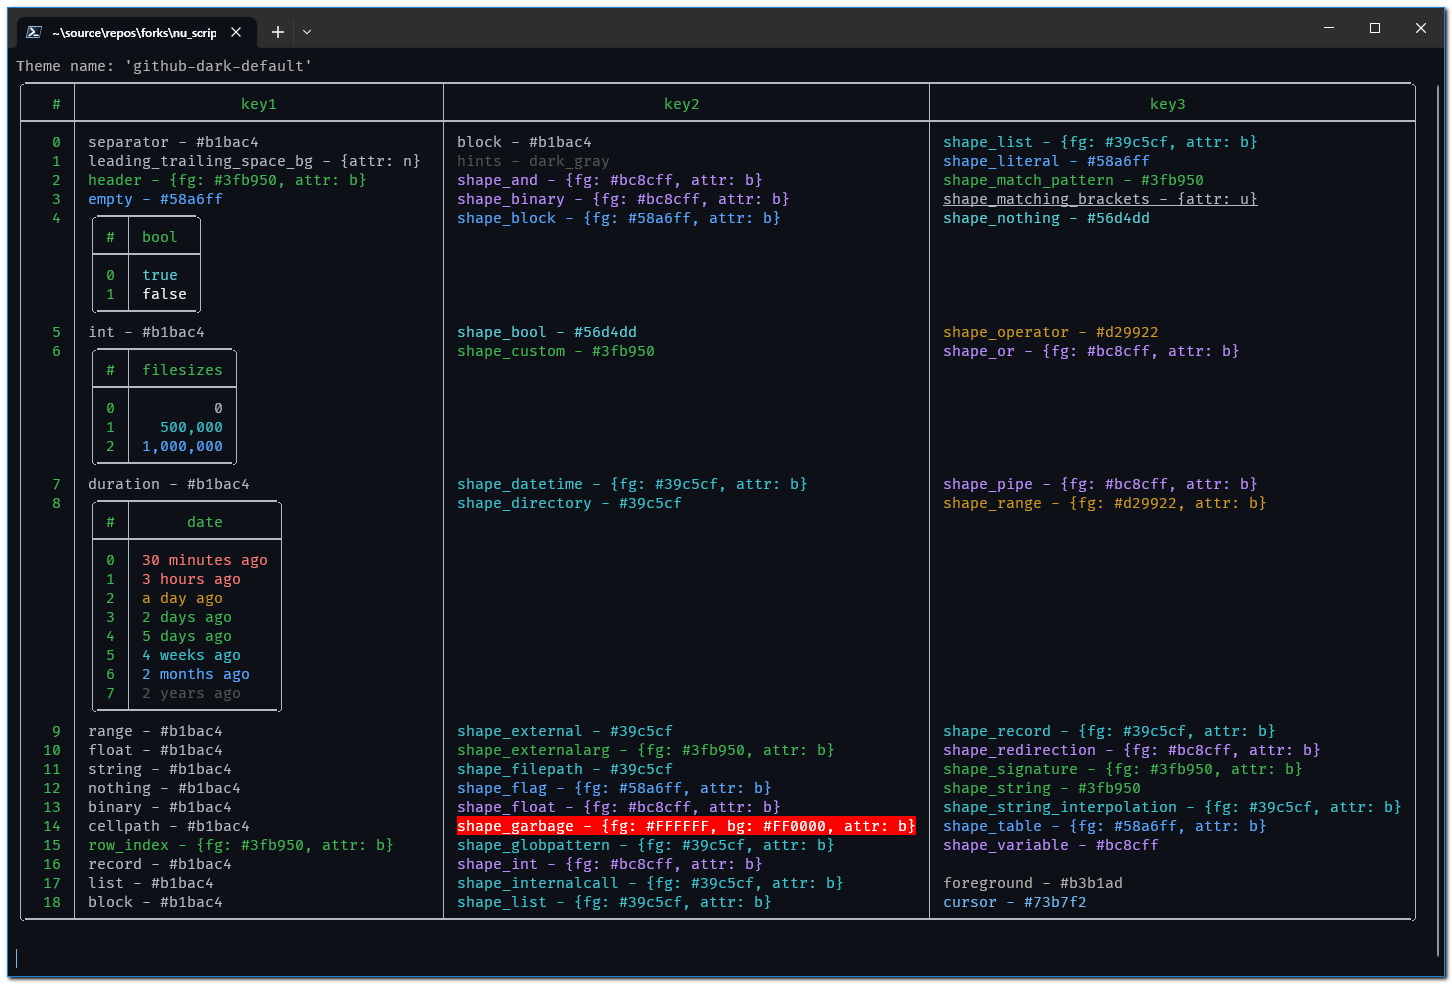 ~\source\repos\forks\nu_scrip
Theme name: 'github-dark-default'
# key1 key2 key3
0 separator - #b1bac4 block - #b1bac4 shape_list - {fg: #39c5cf, attr: b}
1 leading_trailing_space_bg - {attr: n} hints - dark_gray shape_literal - #58a6ff
2 header - {fg: #3fb950, attr: b} shape_and - {fg: #bc8cff, attr: b} shape_match_pattern - #3fb950
3 empty - #58a6ff shape_binary - {fg: #bc8cff, attr: b} shape_matching_brackets - {attr: u}
4 shape_block - {fg: #58a6ff, attr: b} shape_nothing - #56d4dd
# bool
0 true
1 false
5 int - #b1bac4 shape_bool - #56d4dd shape_operator - #d29922
6 shape_custom - #3fb950 shape_or - {fg: #bc8cff, attr: b}
# filesizes
0 0
1 500,000
2 1,000,000
7 duration - #b1bac4 shape_datetime - {fg: #39c5cf, attr: b} shape_pipe - {fg: #bc8cff, attr: b}
8 shape_directory - #39c5cf shape_range - {fg: #d29922, attr: b}
# date
0 30 minutes ago
1 3 hours ago
2 a day ago
3 2 days ago
4 5 days ago
5 4 weeks ago
6 2 months ago
7 2 years ago
9 range - #b1bac4 shape_external - #39c5cf shape_record - {fg: #39c5cf, attr: b}
10 float - #b1bac4 shape_externalarg - {fg: #3fb950, attr: b} shape_redirection - {fg: #bc8cff, attr: b}
11 string - #b1bac4 shape_filepath - #39c5cf shape_signature - {fg: #3fb950, attr: b}
12 nothing - #b1bac4 shape_flag - {fg: #58a6ff, attr: b} shape_string - #3fb950
13 binary - #b1bac4 shape_float - {fg: #bc8cff, attr: b} shape_string_interpolation - {fg: #39c5cf, attr: b}
14 cellpath - #b1bac4 shape_garbage - {fg: #FFFFFF, bg: #FF0000, attr: b} shape_table - {fg: #58a6ff, attr: b}
15 row_index - {fg: #3fb950, attr: b} shape_globpattern - {fg: #39c5cf, attr: b} shape_variable - #bc8cff
16 record - #b1bac4 shape_int - {fg: #bc8cff, attr: b}
17 list - #b1bac4 shape_internalcall - {fg: #39c5cf, attr: b} foreground - #b3b1ad
18 block - #b1bac4 shape_list - {fg: #39c5cf, attr: b} cursor - #73b7f2